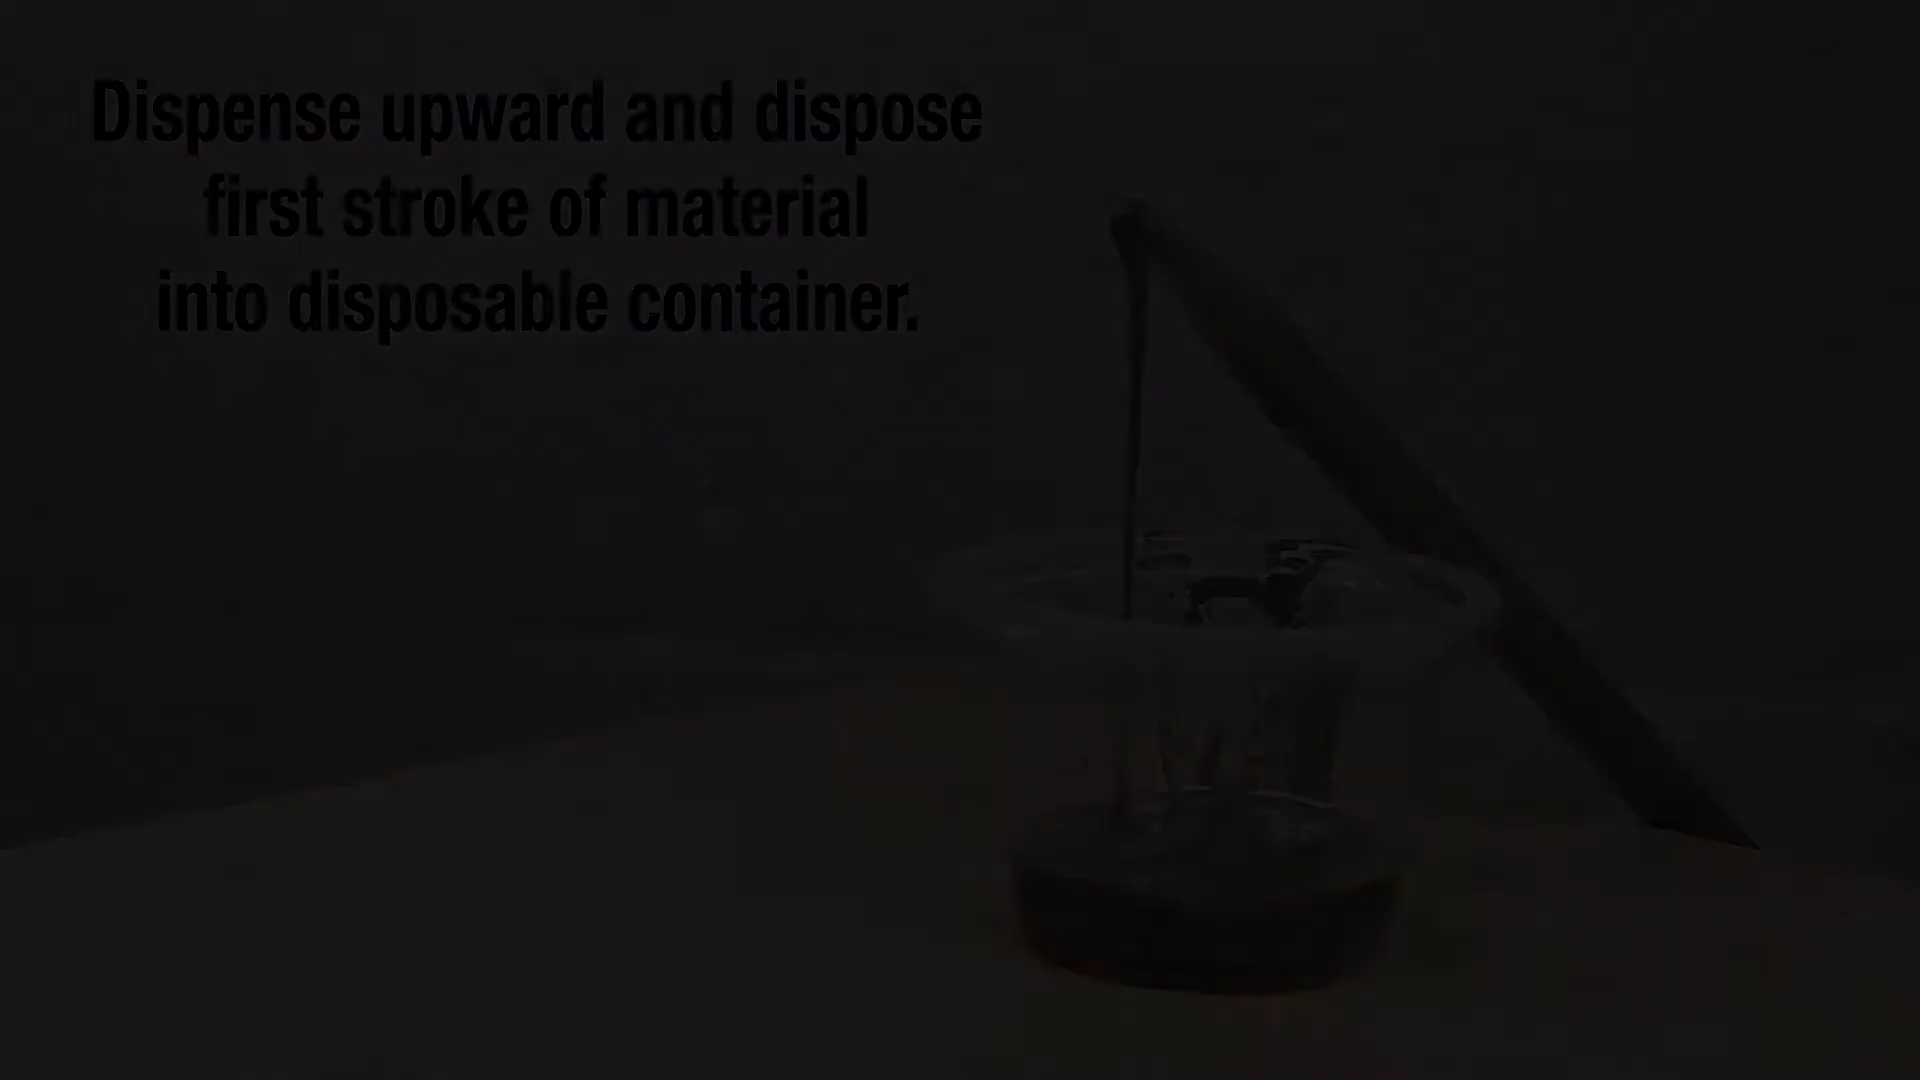 Dispense upward and dispose
first stroke of material
into disposable container.